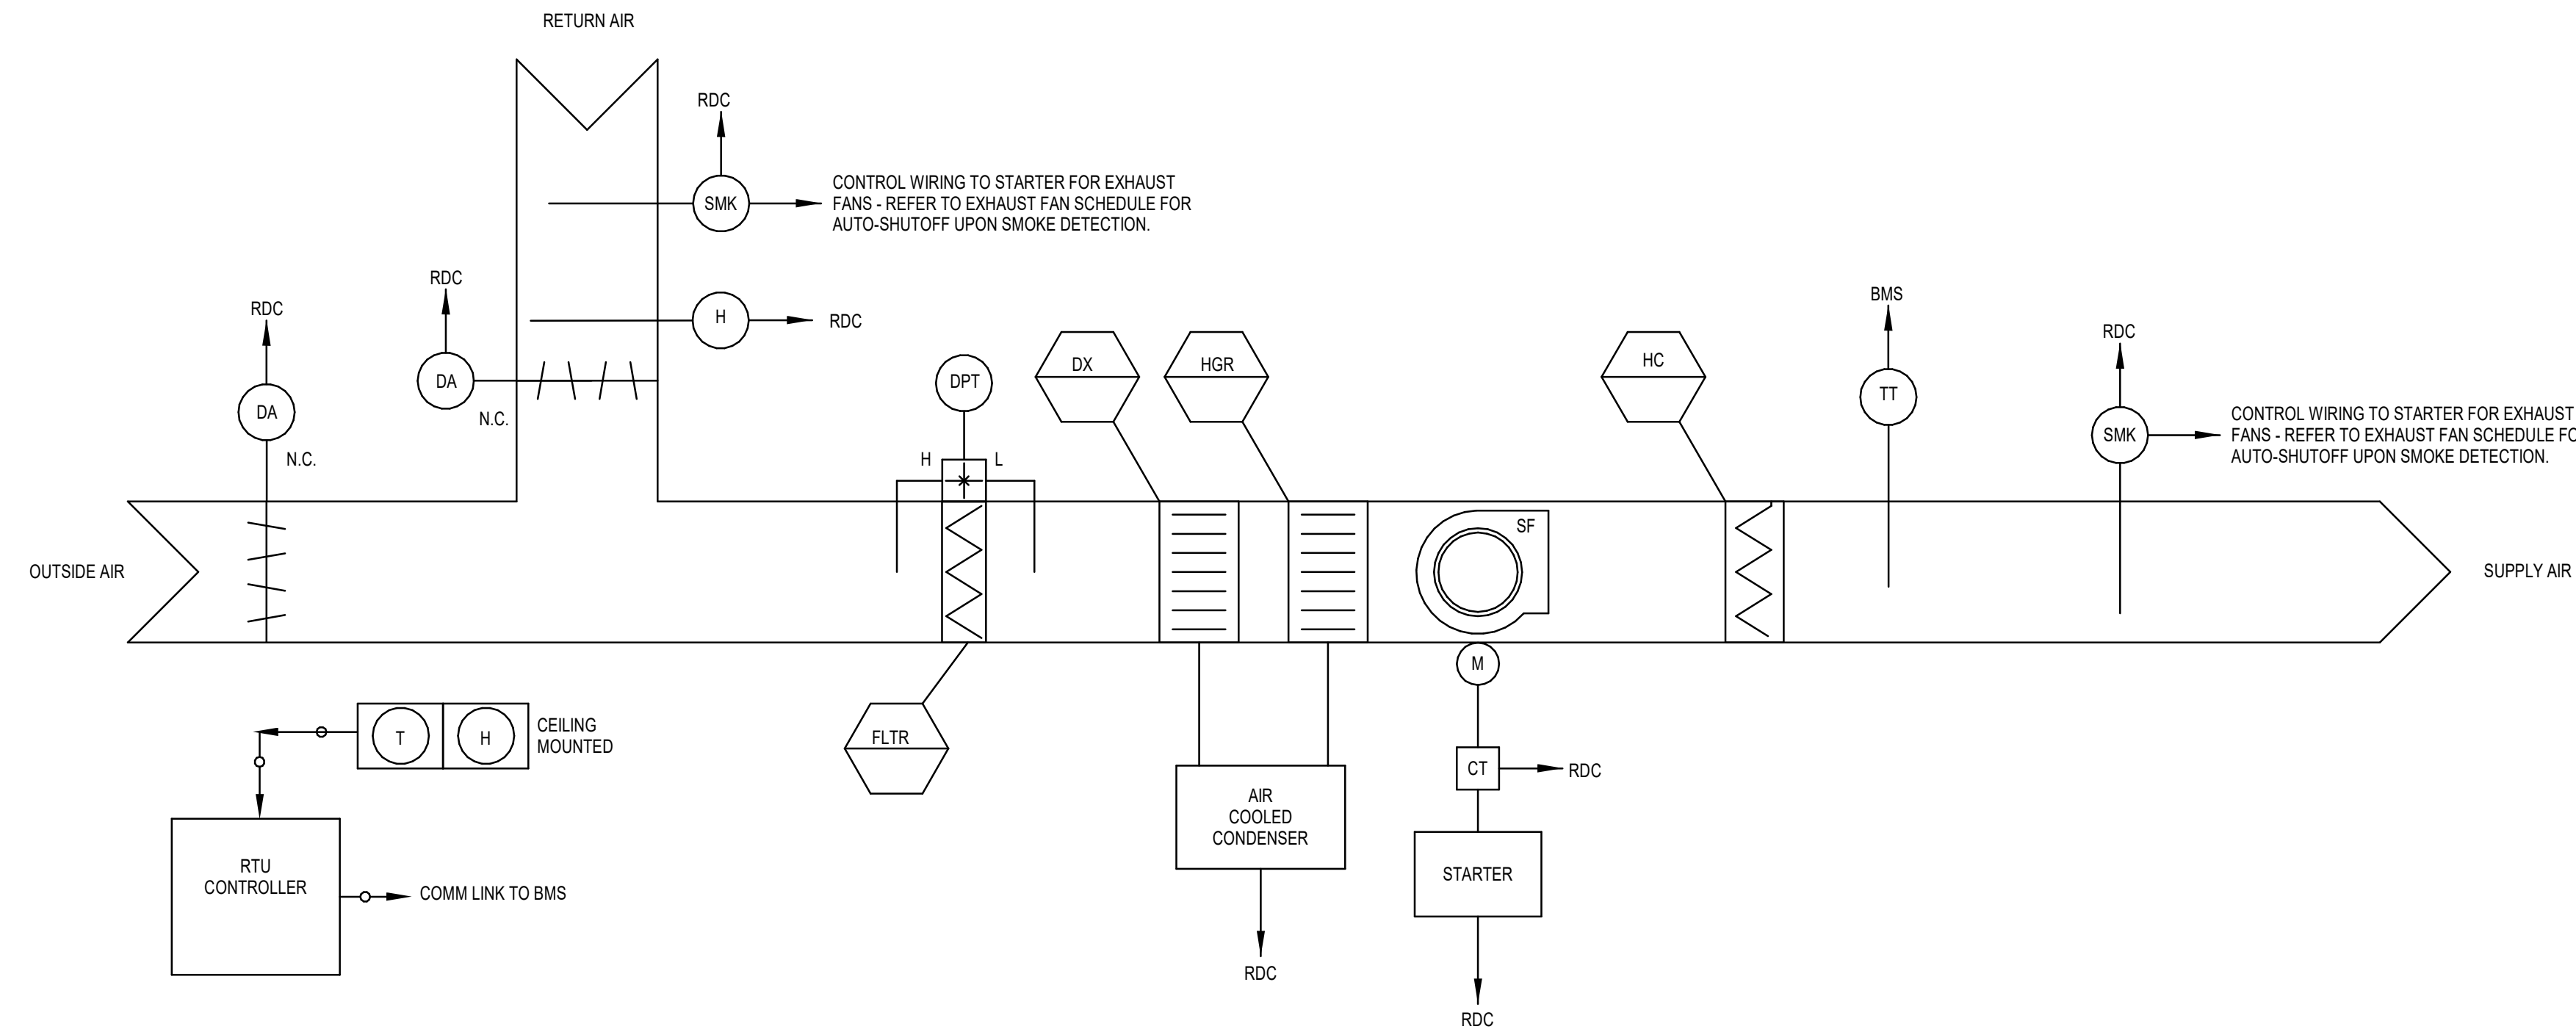 RETURN AIR
RDC
SMK
CONTROL WIRING TO STARTER FOR EXHAUST
FANS - REFER TO EXHAUST FAN SCHEDULE FOR
AUTO-SHUTOFF UPON SMOKE DETECTION.
RDC
DA
N.C.
H
RDC
RDC
DA
N.C.
DPT
H
L
DX
HGR
HC
BMS
TT
RDC
SMK
CONTROL WIRING TO STARTER FOR EXHAUST
FANS - REFER TO EXHAUST FAN SCHEDULE FO
AUTO-SHUTOFF UPON SMOKE DETECTION.
OUTSIDE AIR
SF
SUPPLY AIR
M
T
H
CEILING
MOUNTED
FLTR
CT
RDC
AIR
COOLED
CONDENSER
RTU
CONTROLLER
COMM LINK TO BMS
STARTER
RDC
RDC